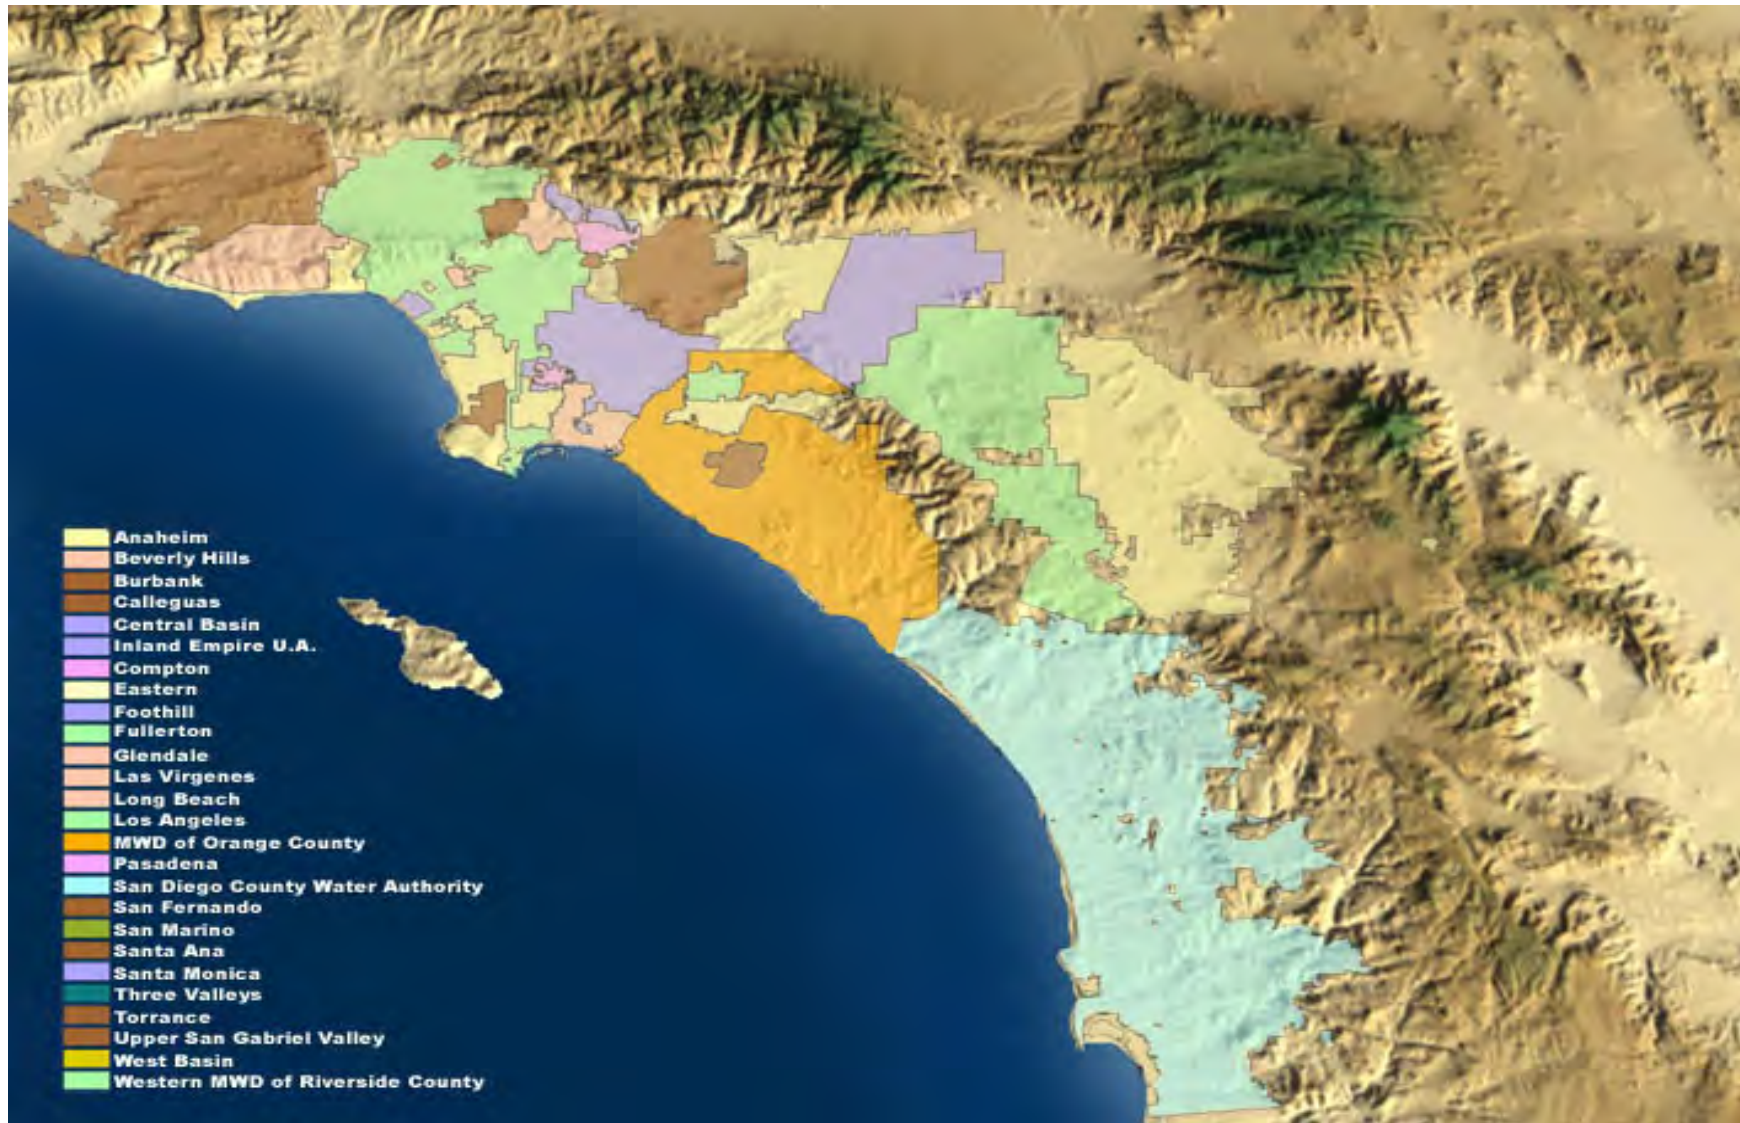 Anaheim
Beverly Hills
Burbank
Calleguas
Central Basin
Inland Empire U.A.
Compton
Eastern
Foothill
Fullerton
Glendale
Las Virgenes
Long Beach
Los Angeles
MWD of Orange County
Pasadena
San Diego County Water Authority
San Fernando
San Marino
Santa Ana
Santa Monica
Three Valleys
Torrance
Upper San Gabriel Valley
West Basin
Western MWD of Riverside County